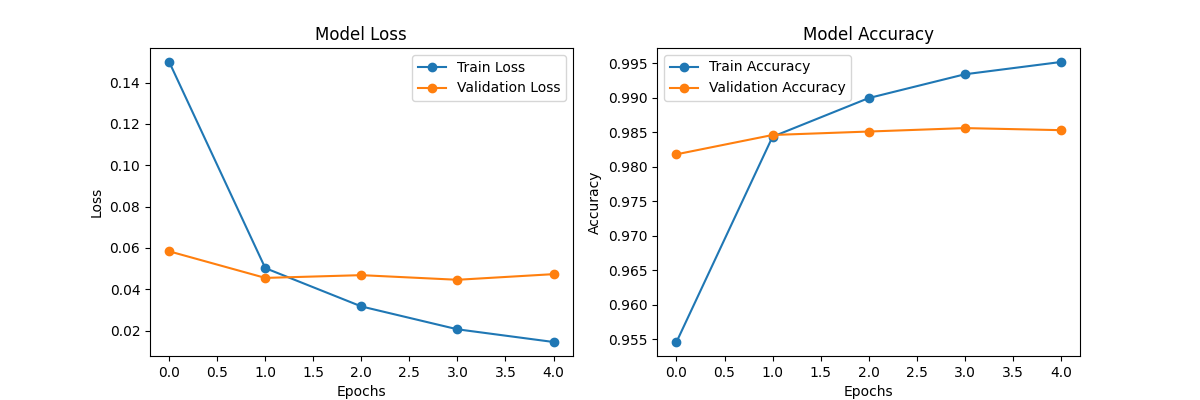 Model Loss
Train Loss
Validation Loss
0.14
0.12
0.10
0.08
0.06
0.04
0.02
Loss
0.0 0.5 1.0 1.5 2.0 2.5 3.0 3.5 4.0
Epochs
Model Accuracy
Train Accuracy
Validation Accuracy
0.995
0.990
0.985
0.980
0.975
0.970
0.965
0.960
0.955
Accuracy
0.0 0.5 1.0 1.5 2.0 2.5 3.0 3.5 4.0
Epochs